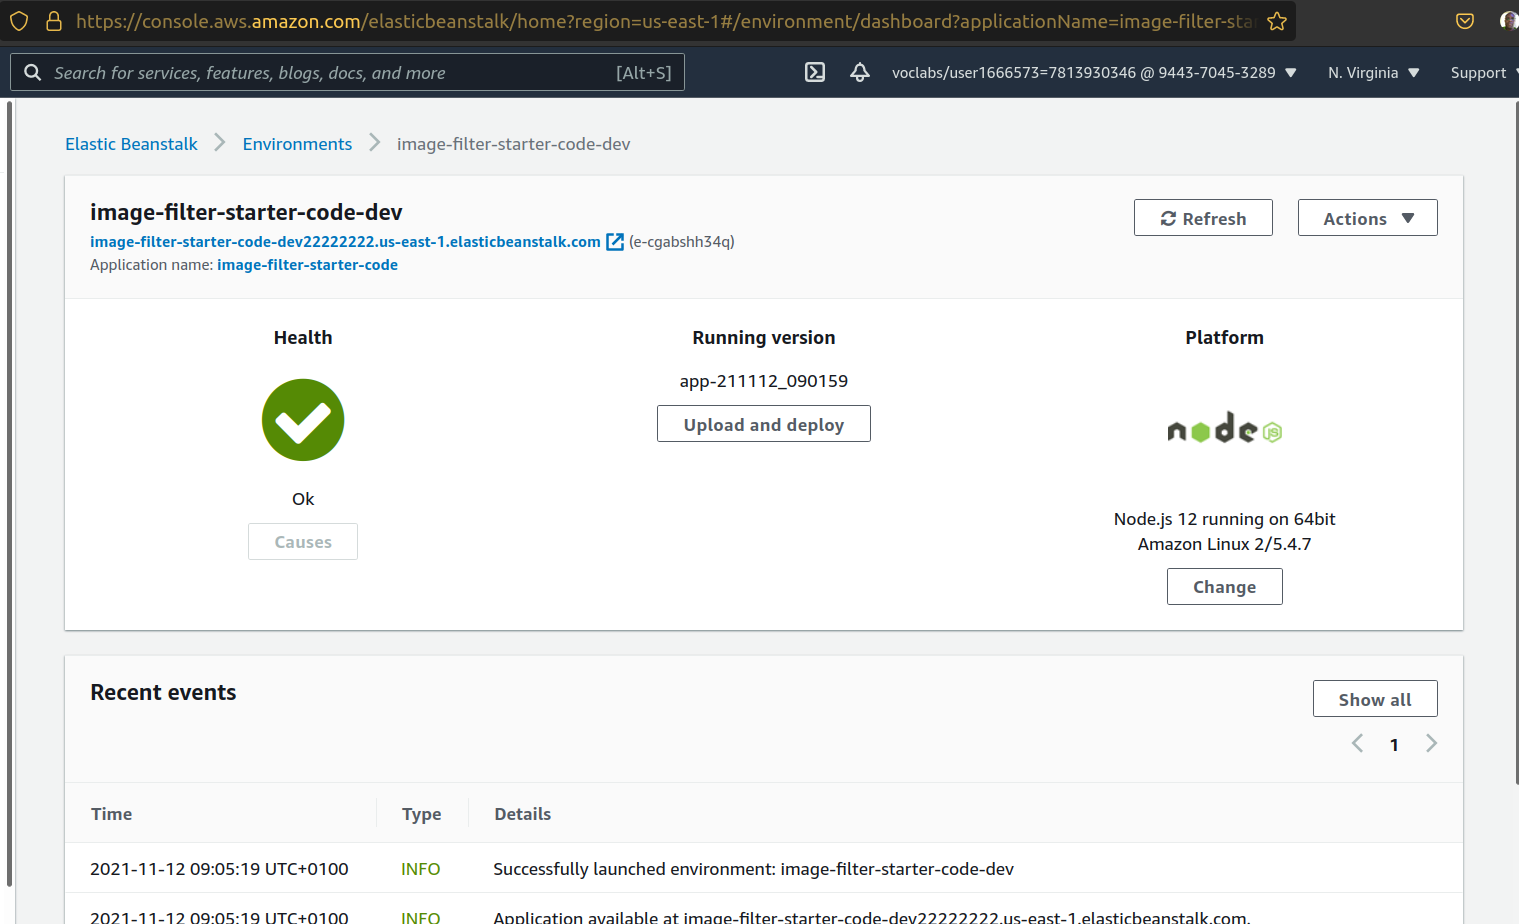 https://console.aws.amazon.com/elasticbeanstalk/home?region=us-east-1#/environment/dashboard?applicationName=image-filter-sta
Search for services, features, blogs, docs, and more [Alt+S] voclabs/user1666573=7813930346 @ 9443-7045-3289 N. Virginia Support
Elastic Beanstalk Environments image-filter-starter-code-dev
image-filter-starter-code-dev
Refresh Actions
image-filter-starter-code-dev22222222.us-east-1.elasticbeanstalk.com (e-cgabshh34q)
Application name: image-filter-starter-code
Health
Ok
Causes
Running version
app-211112_090159
Upload and deploy
Platform
node JS
Node.js 12 running on 64bit
Amazon Linux 2/5.4.7
Change
Recent events
Show all
1
Time Type Details
2021-11-12 09:05:19 UTC+0100 INFO Successfully launched environment: image-filter-starter-code-dev
2021-11-12 09:05:19 UTC+0100 INFO Application available at image-filter-starter-code-dev22222222.us-east-1.elasticbeanstalk.com.